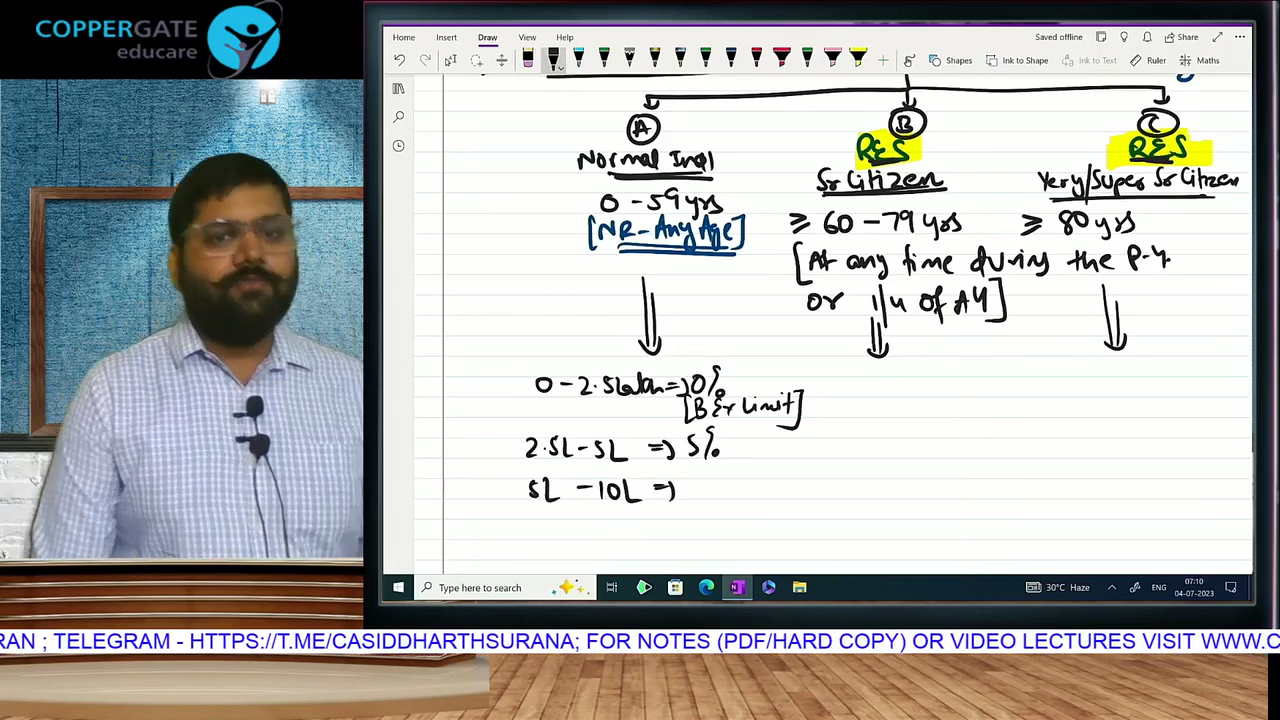 COPPERGATE
educare
Home Insert Draw View Help
Saved offline
Share
Shapes
Ink to Shape
Ink to Text
Ruler
Maths
A
B
C
Normal
RES
RES
Sr Citizen
Very/Super Sr Citizen
0 - 59 yrs
[NR - Any Age]
≥ 60 - 79 yrs
≥ 80 yrs
[At any time during the P.Y.
or 1/4 of AY]
0 - 2.5 => 0%
[B Ex Limit]
2.5L - 5L => 5%
5L - 10L =>
Type here to search
30°C Haze
ENG
07:10
04-07-2023
RAN ; TELEGRAM - HTTPS://T.ME/CASIDDHARTHSURANA; FOR NOTES (PDF/HARD COPY) OR VIDEO LECTURES VISIT WWW.C